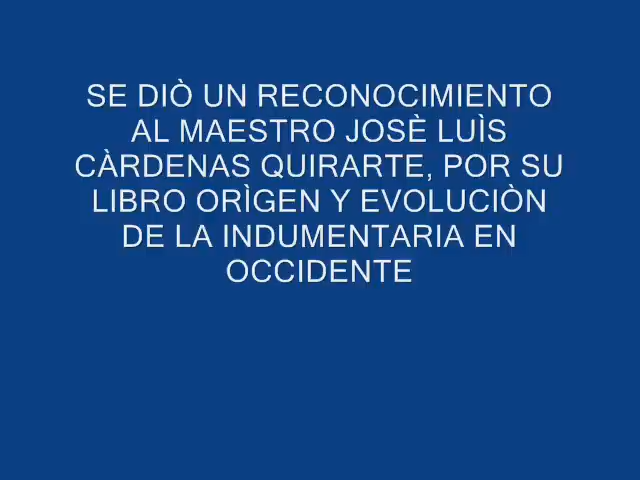 SE DIÒ UN RECONOCIMIENTO
AL MAESTRO JOSÈ LUÌS
CÀRDENAS QUIRARTE, POR SU
LIBRO ORÌGEN Y EVOLUCIÒN
DE LA INDUMENTARIA EN
OCCIDENTE